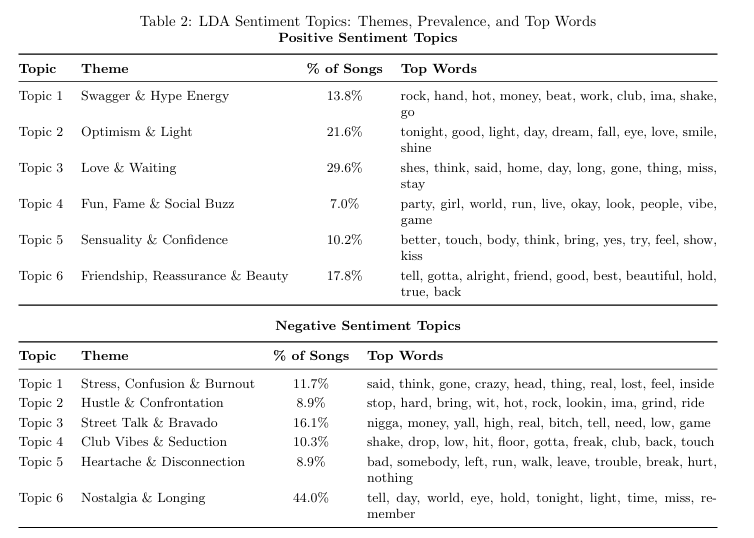 Table 2: LDA Sentiment Topics: Themes, Prevalence, and Top Words
Positive Sentiment Topics
Topic Theme % of Songs Top Words
Topic 1 Swagger & Hype Energy 13.8% rock, hand, hot, money, beat, work, club, ima, shake,
go
Topic 2 Optimism & Light 21.6% tonight, good, light, day, dream, fall, eye, love, smile,
shine
Topic 3 Love & Waiting 29.6% shes, think, said, home, day, long, gone, thing, miss,
stay
Topic 4 Fun, Fame & Social Buzz 7.0% party, girl, world, run, live, okay, look, people, vibe,
game
Topic 5 Sensuality & Confidence 10.2% better, touch, body, think, bring, yes, try, feel, show,
kiss
Topic 6 Friendship, Reassurance & Beauty 17.8% tell, gotta, alright, friend, good, best, beautiful, hold,
true, back
Negative Sentiment Topics
Topic Theme % of Songs Top Words
Topic 1 Stress, Confusion & Burnout 11.7% said, think, gone, crazy, head, thing, real, lost, feel, inside
Topic 2 Hustle & Confrontation 8.9% stop, hard, bring, wit, hot, rock, lookin, ima, grind, ride
Topic 3 Street Talk & Bravado 16.1% nigga, money, yall, high, real, bitch, tell, need, low, game
Topic 4 Club Vibes & Seduction 10.3% shake, drop, low, hit, floor, gotta, freak, club, back, touch
Topic 5 Heartache & Disconnection 8.9% bad, somebody, left, run, walk, leave, trouble, break, hurt,
nothing
Topic 6 Nostalgia & Longing 44.0% tell, day, world, eye, hold, tonight, light, time, miss, re-
member